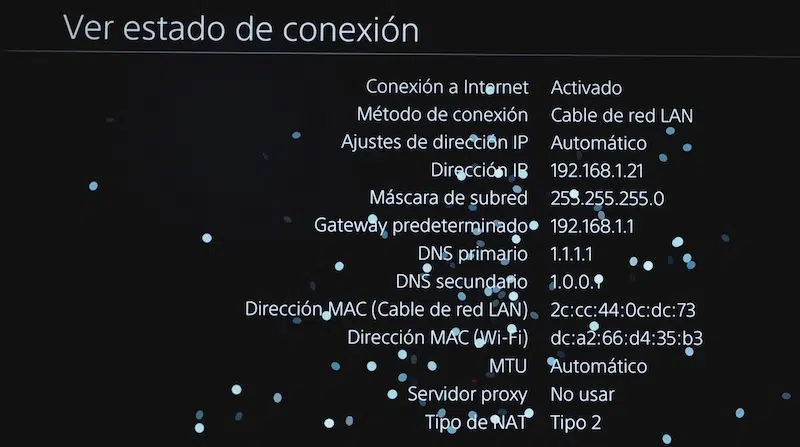 Ver estado de conexión
Conexión a Internet Activado
Método de conexión Cable de red LAN
Ajustes de dirección IP Automático
Dirección IP 192.168.1.21
Máscara de subred 255.255.255.0
Gateway predeterminado 192.168.1.1
DNS primario 1.1.1.1
DNS secundario 1.0.0.1
Dirección MAC (Cable de red LAN) 2c:cc:44:0c:dc:73
Dirección MAC (Wi-Fi) dc:a2:66:d4:35:b3
MTU Automático
Servidor proxy No usar
Tipo de NAT Tipo 2